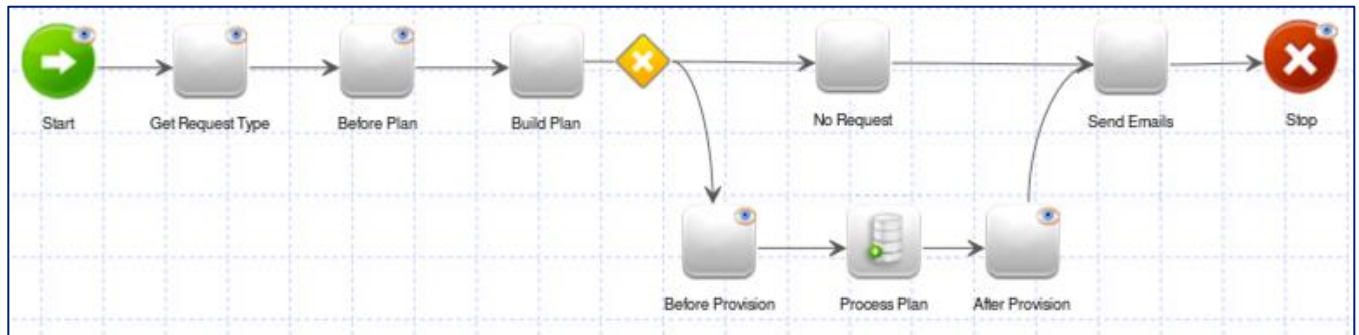 Start
Get Request Type
Before Plan
Build Plan
No Request
Send Emails
Stop
Before Provision
Process Plan
After Provision